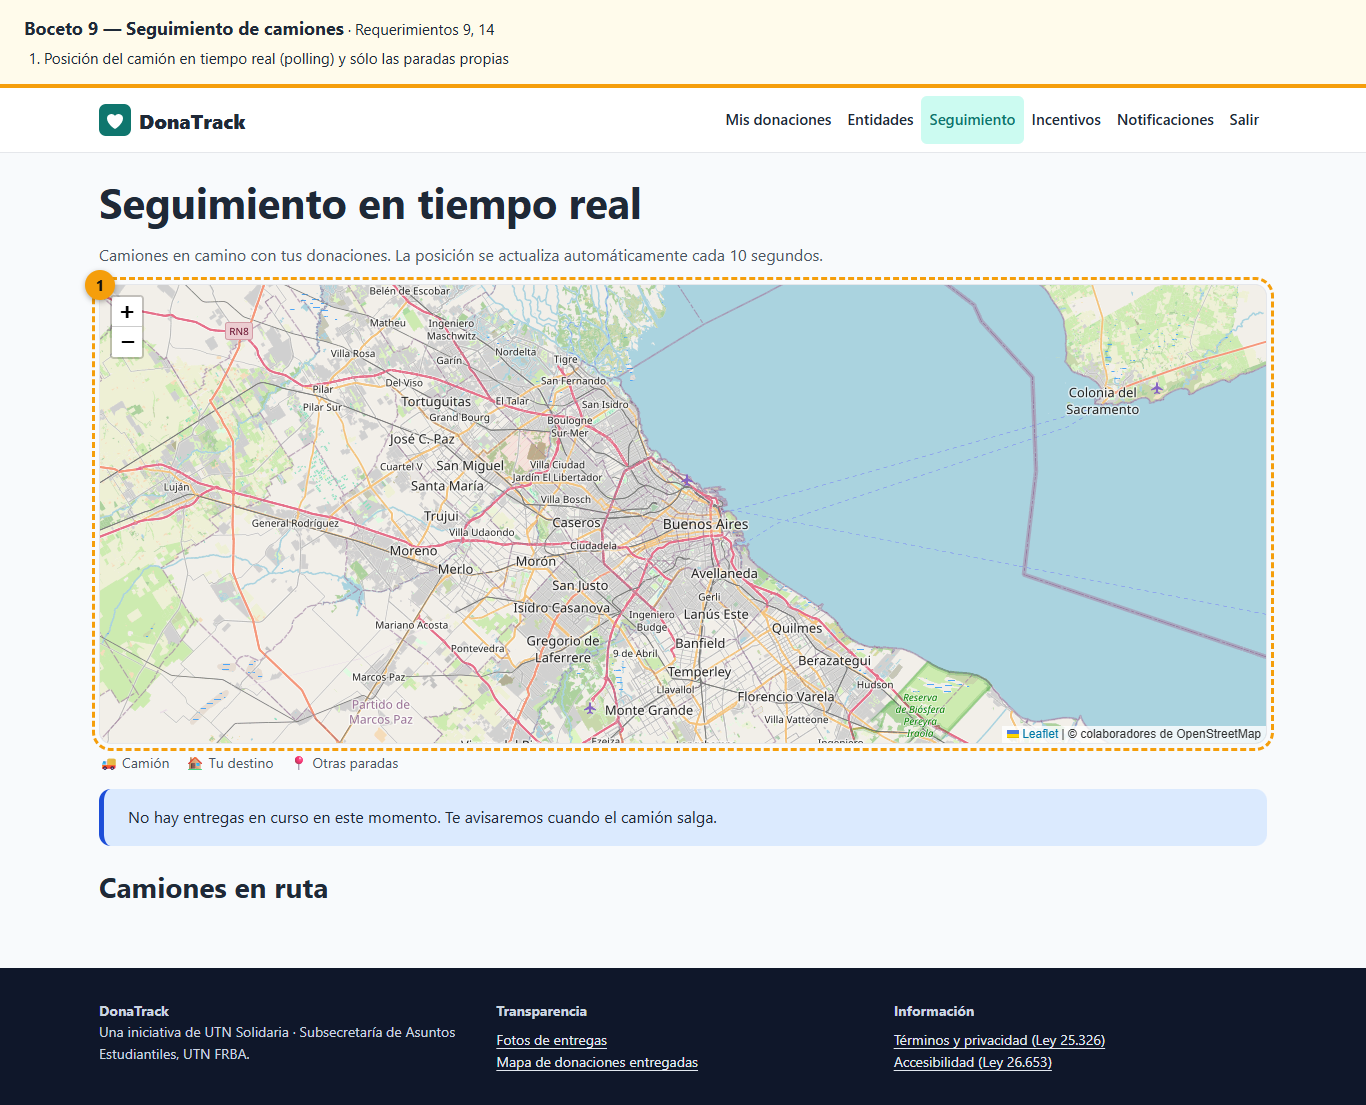 Boceto 9 — Seguimiento de camiones · Requerimientos 9, 14
1. Posición del camión en tiempo real (polling) y sólo las paradas propias
DonaTrack
Mis donaciones
Entidades
Seguimiento
Incentivos
Notificaciones
Salir
Seguimiento en tiempo real
Camiones en camino con tus donaciones. La posición se actualiza automáticamente cada 10 segundos.
1
+
−
Belén de Escobar
RN8
Matheu
Ingeniero
Maschwitz
Villa Rosa
Garín
Nordelta
Tigre
Pilar
Del Viso
San Fernando
Colonia del
Sacramento
Pilar Sur
Tortuguitas
El Talar
San Isidro
Grand Bourg
Boulogne
Sur Mer
José C. Paz
Cuartel V
San Miguel
Villa Ciudad
Jardín El Libertador
Luján
Santa María
Villa Bosch
General Rodríguez
Trujui
Villa Udaondo
Caseros
Buenos Aires
Moreno
Ciudadela
Merlo
Morón
Avellaneda
San Justo
Gerli
Isidro Casanova
Ingeniero
Budge
Lanús Este
Mariano Acosta
Quilmes
Pontevedra
Gregorio de
Laferrere
9 de Abril
Banfield
Berazategui
Marcos Paz
Temperley
Llavallol
Hudson
Partido de
Marcos Paz
Monte Grande
Florencio Varela
Villa Vatteone
Reserva
de Biósfera
Pereyra
Iraola
Ezeiza
Ingeniero
Leaflet | © colaboradores de OpenStreetMap
Camión
Tu destino
Otras paradas
No hay entregas en curso en este momento. Te avisaremos cuando el camión salga.
Camiones en ruta
DonaTrack
Una iniciativa de UTN Solidaria · Subsecretaría de Asuntos
Estudiantiles, UTN FRBA.
Transparencia
Fotos de entregas
Mapa de donaciones entregadas
Información
Términos y privacidad (Ley 25.326)
Accesibilidad (Ley 26.653)